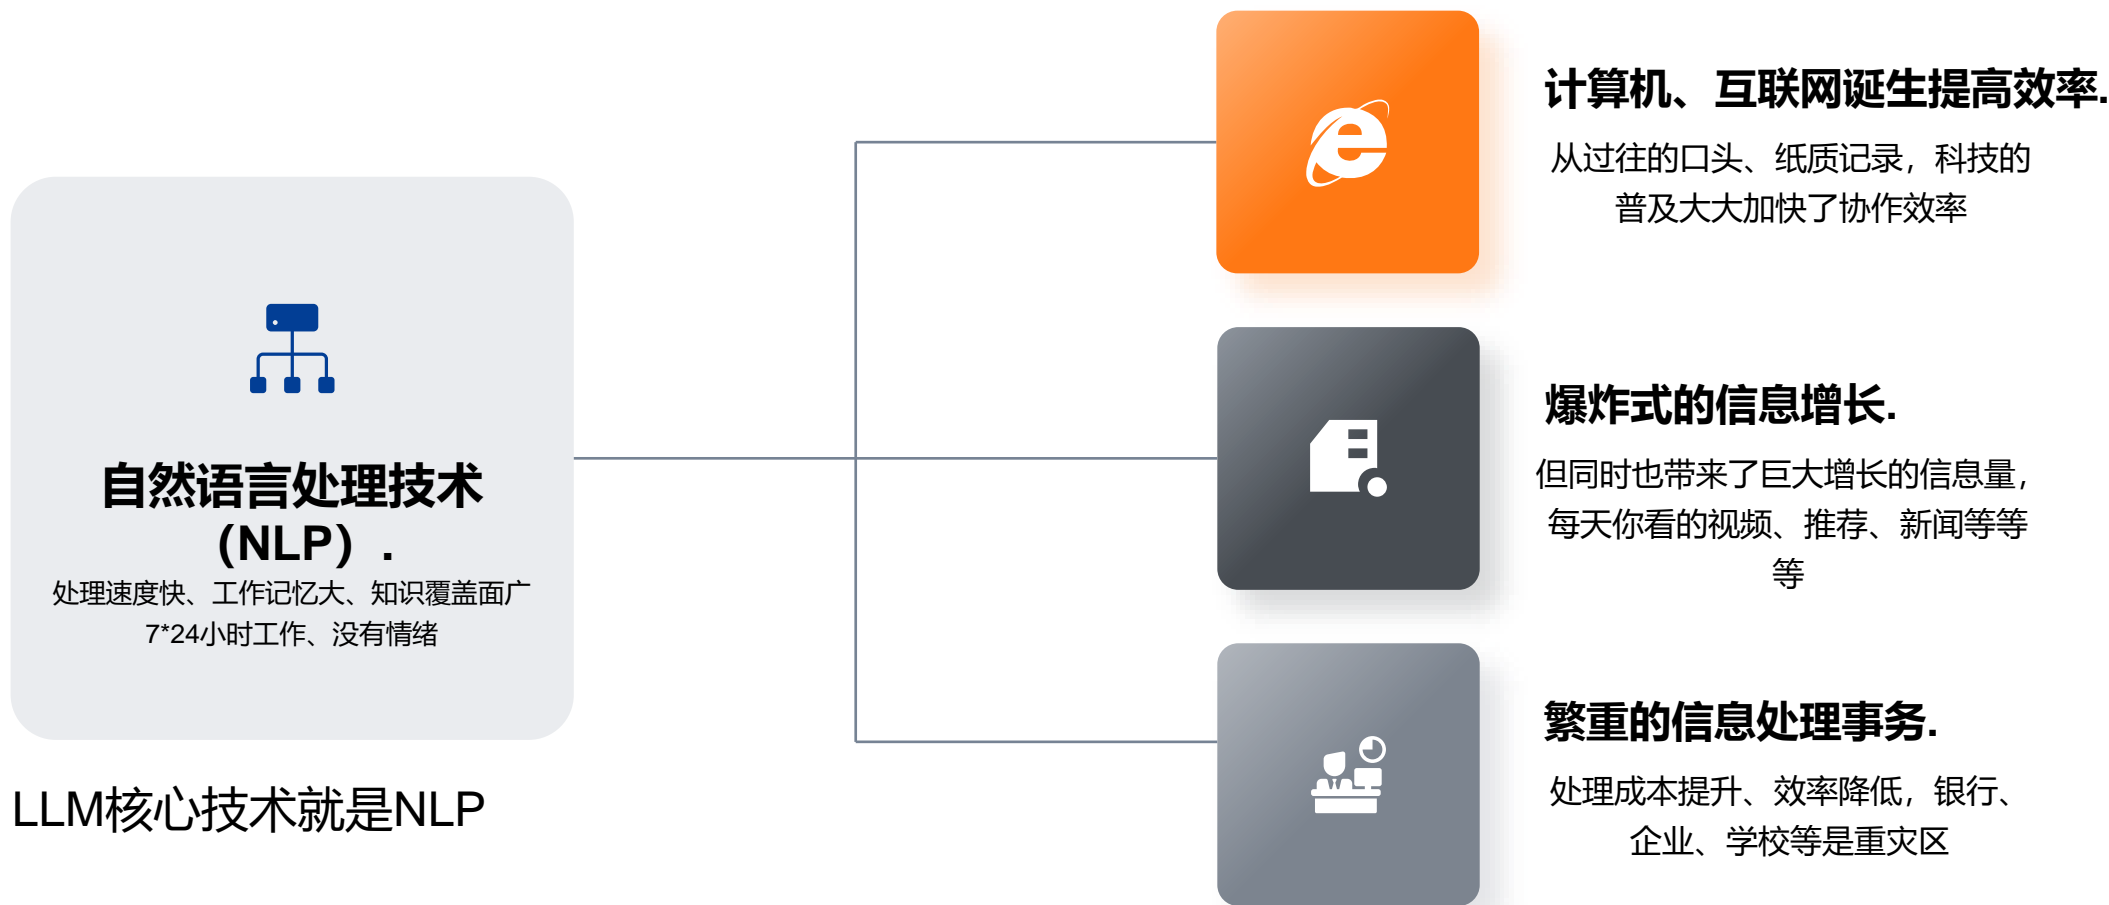 自然语言处理技术
（NLP）.
处理速度快、工作记忆大、知识覆盖面广
7*24小时工作、没有情绪
LLM核心技术就是NLP
计算机、互联网诞生提高效率.
从过往的口头、纸质记录，科技的
普及大大加快了协作效率
爆炸式的信息增长.
但同时也带来了巨大增长的信息量，
每天你看的视频、推荐、新闻等等
等
繁重的信息处理事务.
处理成本提升、效率降低，银行、
企业、学校等是重灾区